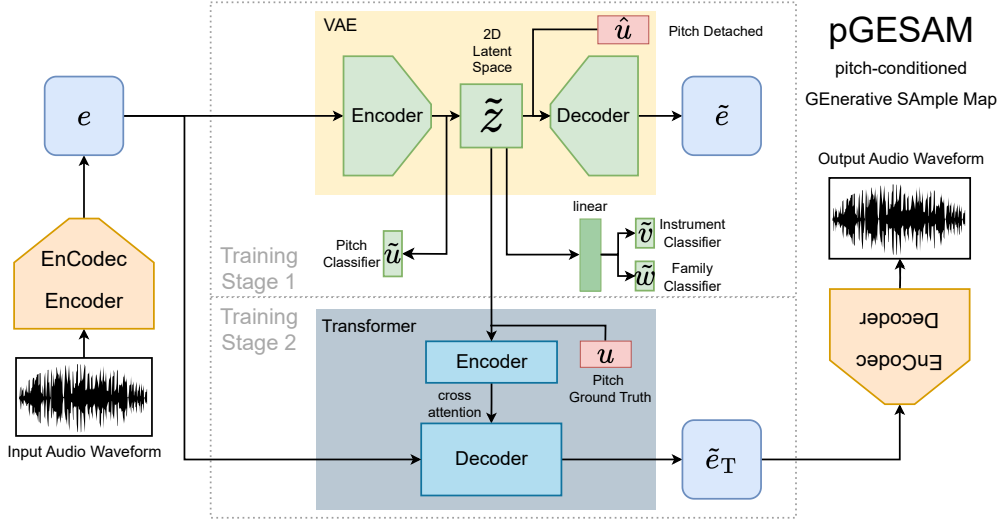 VAE
û
Pitch Detached
pGESAM
pitch-conditioned
GEnerative SAmple Map
2D
Latent
Space
e
Encoder
z̃
Decoder
ẽ
Output Audio Waveform
linear
Pitch
Classifier
ũ
ṽ
Instrument
Classifier
w̃
Family
Classifier
EnCodec
Encoder
Training
Stage 1
Training
Stage 2
Transformer
Encoder
u
Pitch
Ground Truth
cross
attention
Decoder
ẽT
EnCodec
Decoder
Input Audio Waveform